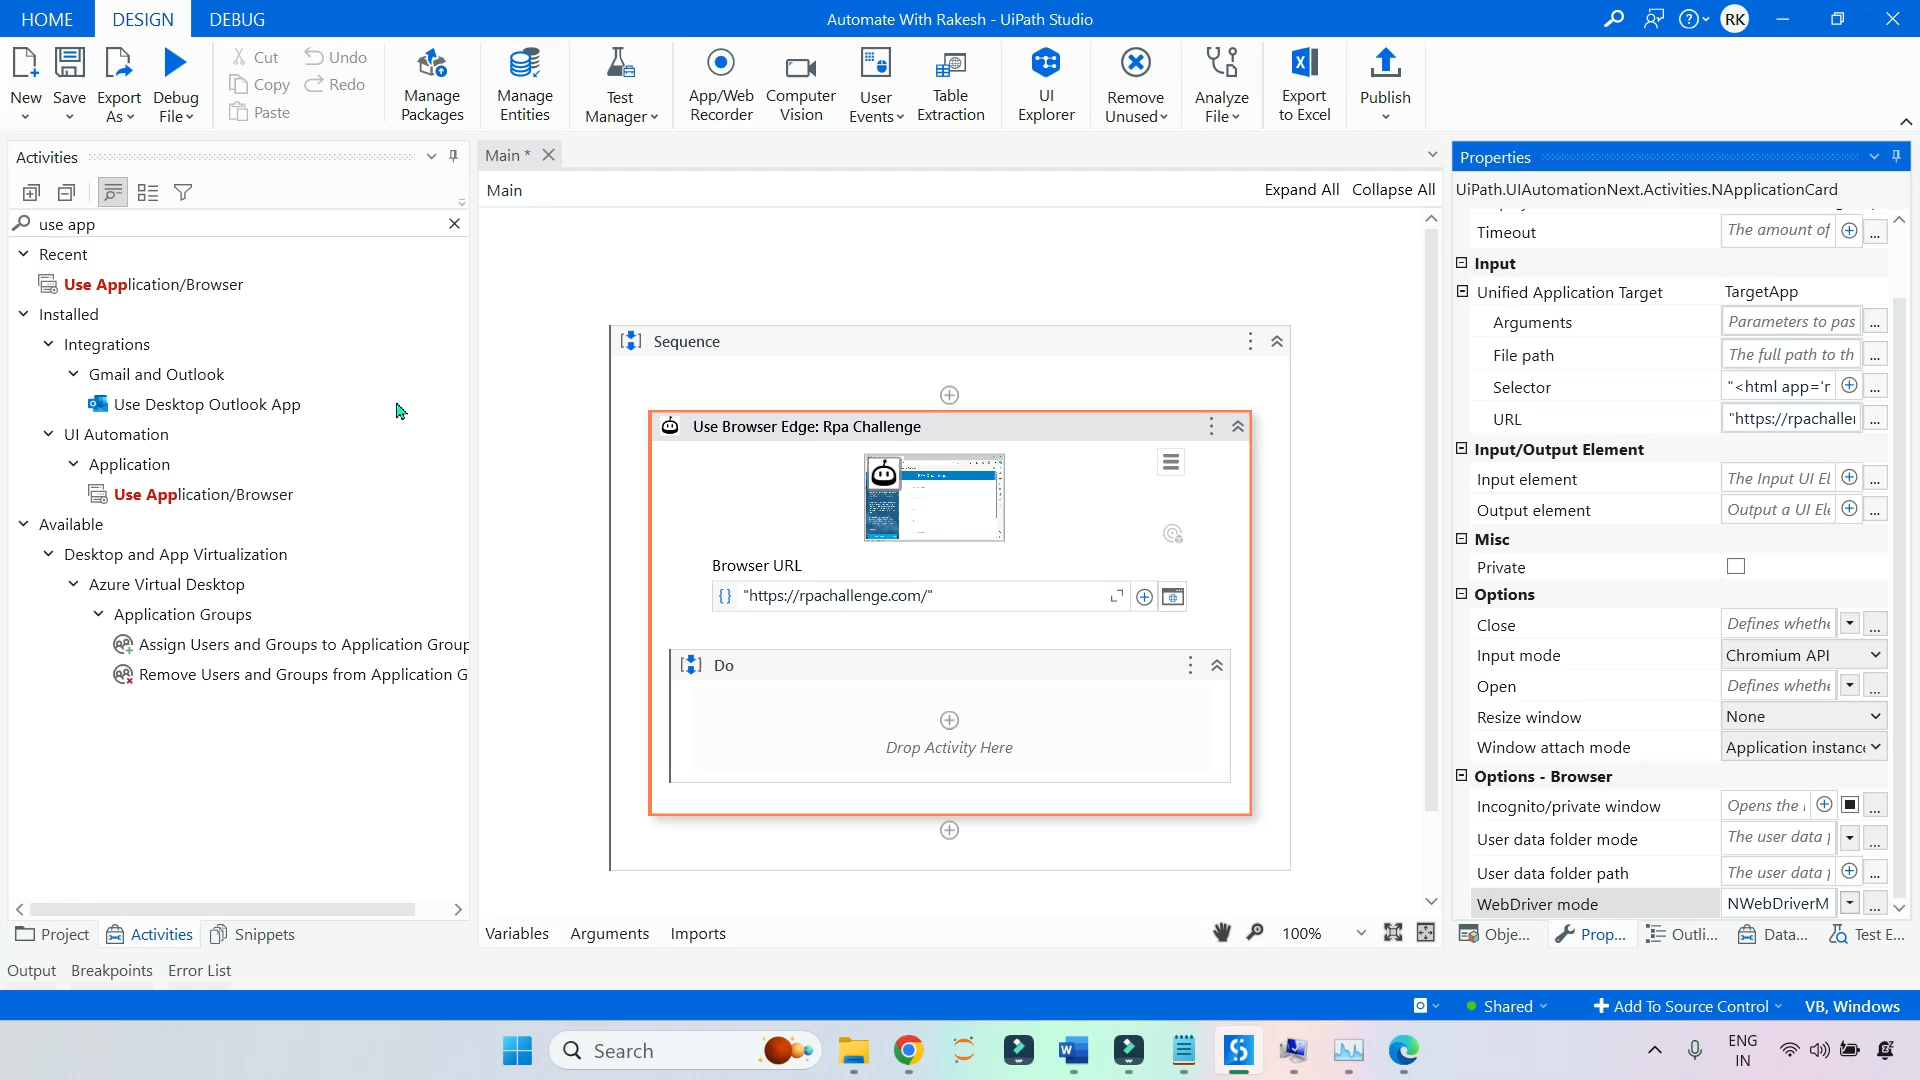 HOME
DESIGN
DEBUG
Automate With Rakesh - UiPath Studio
RK
New
Save
Export As
Debug File
Cut
Copy
Paste
Undo
Redo
Manage Packages
Manage Entities
Test Manager
App/Web Recorder
Computer Vision
User Events
Table Extraction
UI Explorer
Remove Unused
Analyze File
Export to Excel
Publish
Activities
use app
Recent
Use Application/Browser
Installed
Integrations
Gmail and Outlook
Use Desktop Outlook App
UI Automation
Application
Use Application/Browser
Available
Desktop and App Virtualization
Azure Virtual Desktop
Application Groups
Assign Users and Groups to Application Group
Remove Users and Groups from Application G
Project
Activities
Snippets
Main *
Main
Expand All
Collapse All
Sequence
Use Browser Edge: Rpa Challenge
Browser URL
"https://rpachallenge.com/"
Do
Drop Activity Here
Variables
Arguments
Imports
100%
Properties
UiPath.UIAutomationNext.Activities.NApplicationCard
Timeout
The amount of
Input
Unified Application Target
TargetApp
Arguments
Parameters to pas
File path
The full path to th
Selector
"<html app='r
URL
"https://rpachaller
Input/Output Element
Input element
The Input UI El
Output element
Output a UI Ele
Misc
Private
Options
Close
Defines whethe
Input mode
Chromium API
Open
Defines whethe
Resize window
None
Window attach mode
Application instance
Options - Browser
Incognito/private window
Opens the
User data folder mode
The user data f
User data folder path
The user data f
WebDriver mode
NWebDriverM
Obje...
Prop...
Outli...
Data...
Test E...
Output
Breakpoints
Error List
Shared
Add To Source Control
VB, Windows
Search
ENG
IN